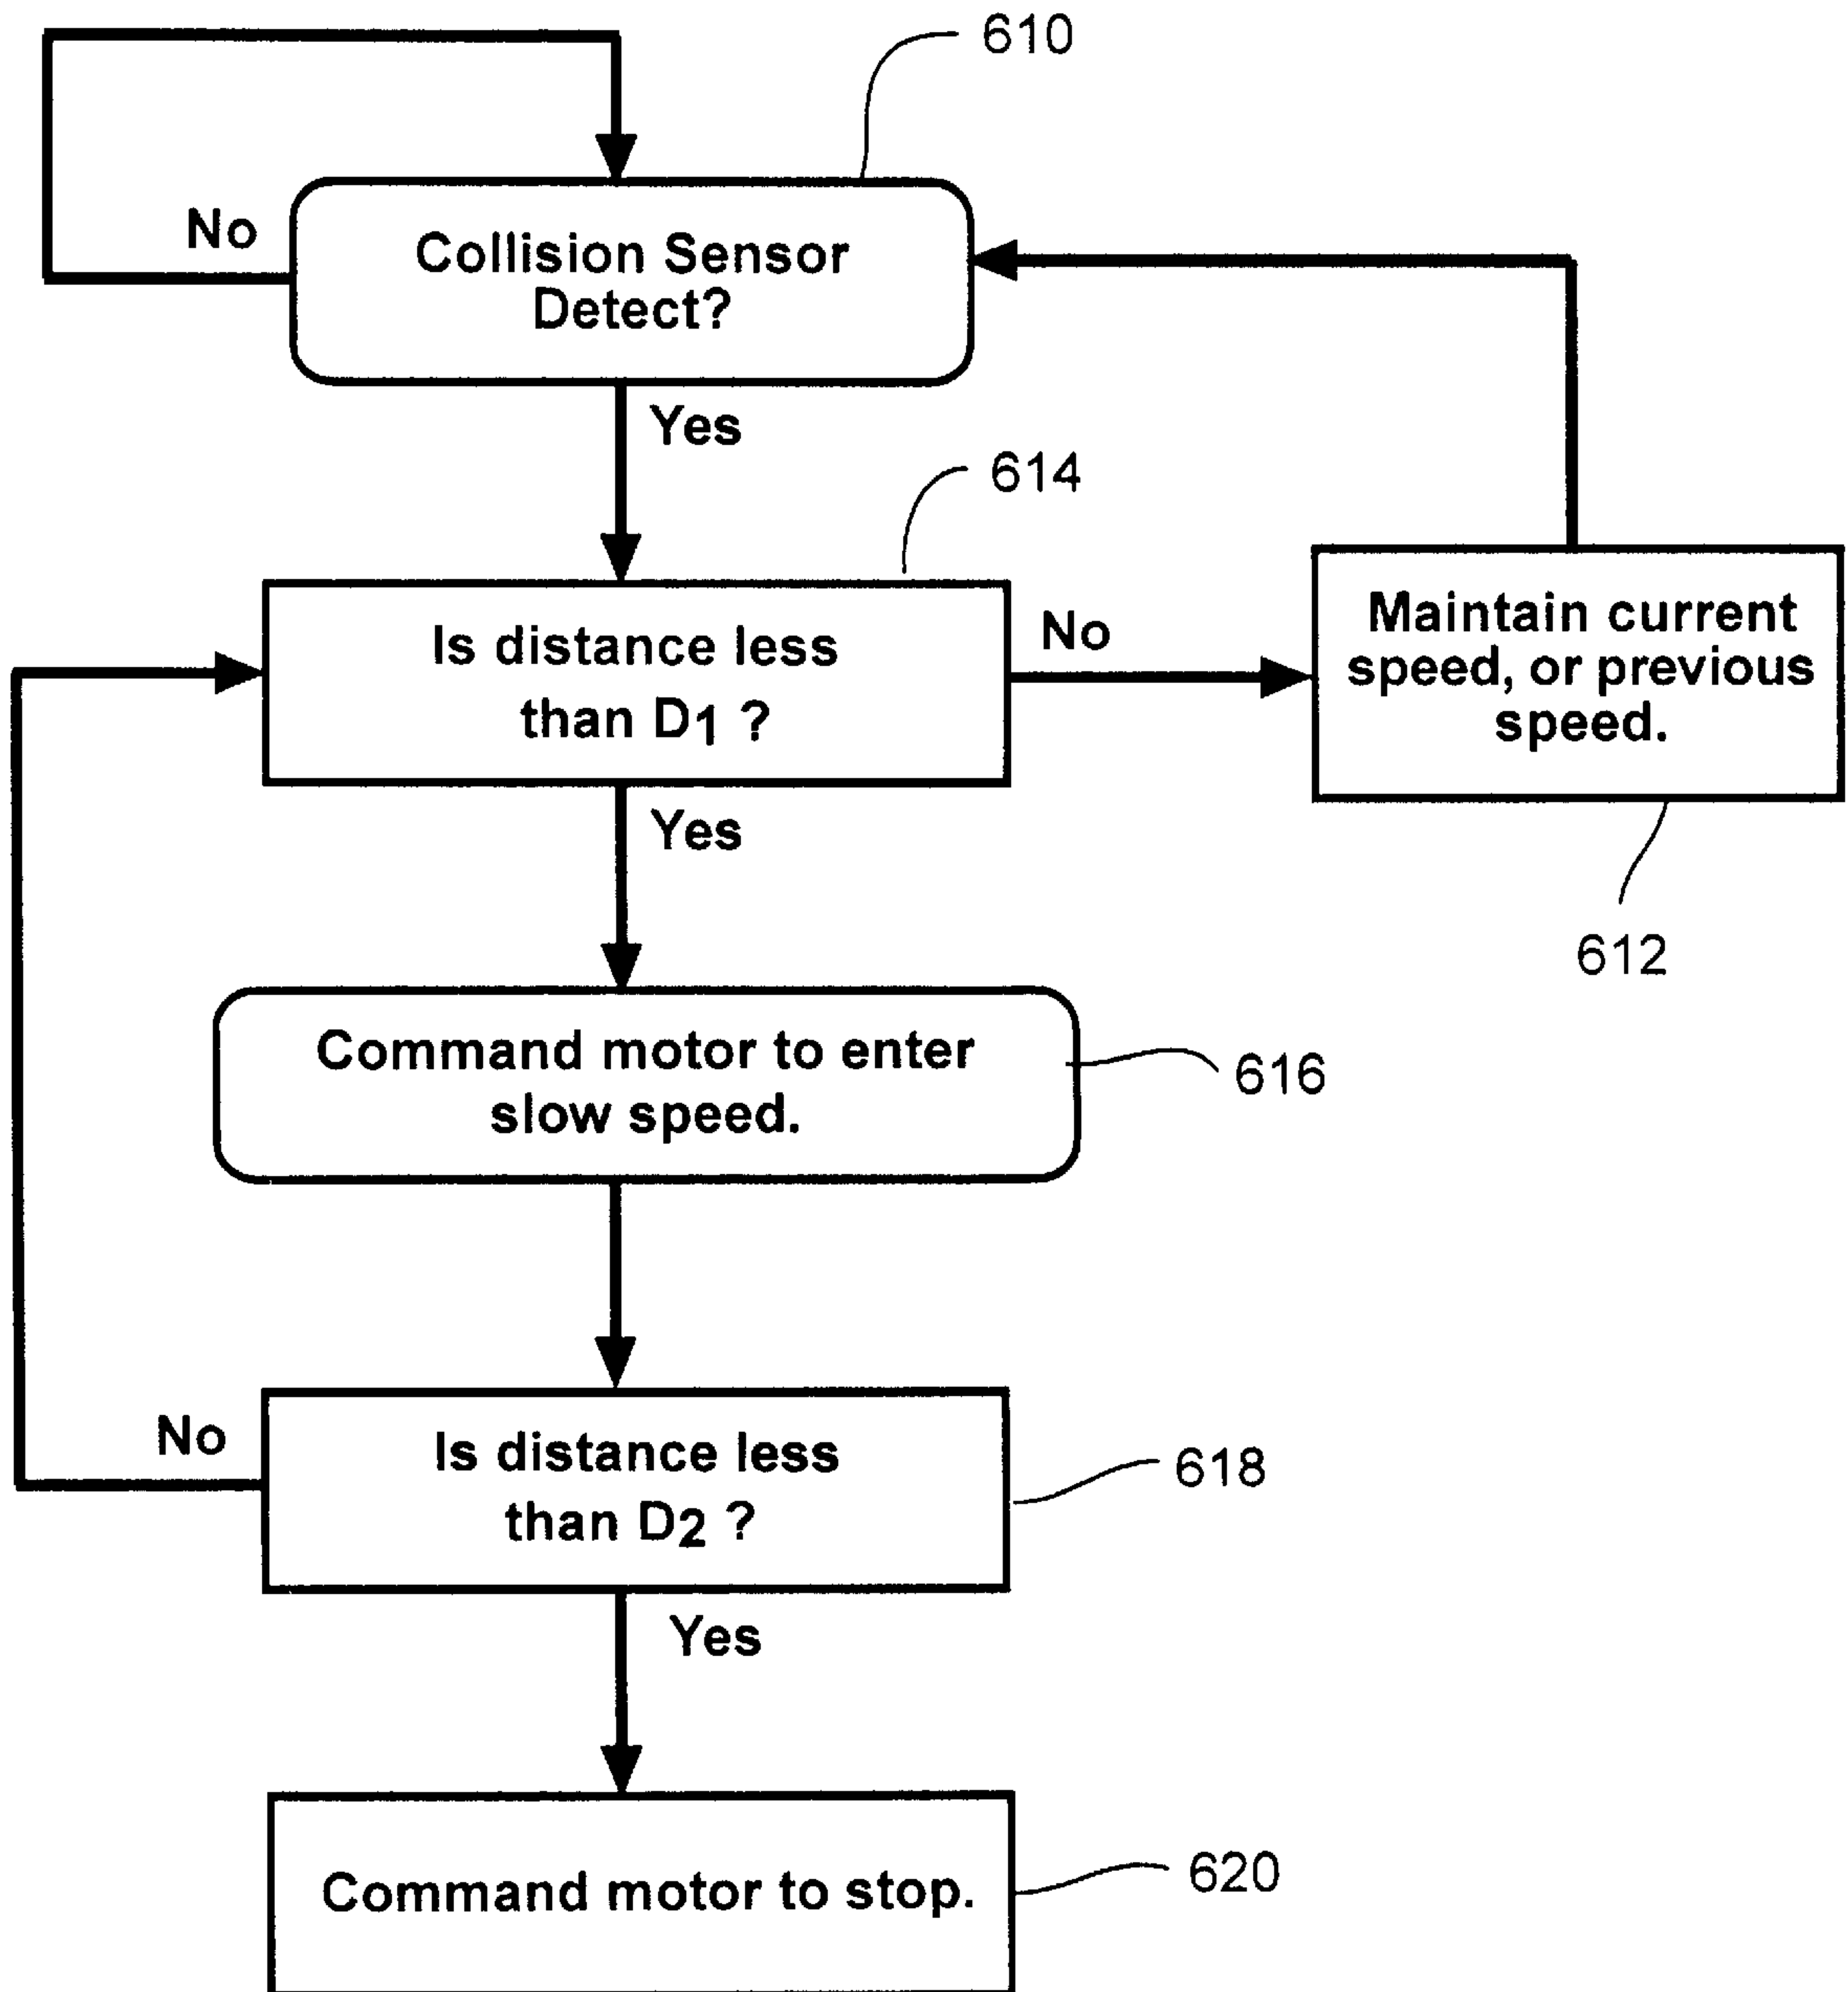 610
No
Collision Sensor
Detect?
Yes
614
Is distance less
than D1 ?
No
Maintain current
speed, or previous
speed.
Yes
612
Command motor to enter
slow speed.
616
No
Is distance less
than D2 ?
618
Yes
Command motor to stop.
620